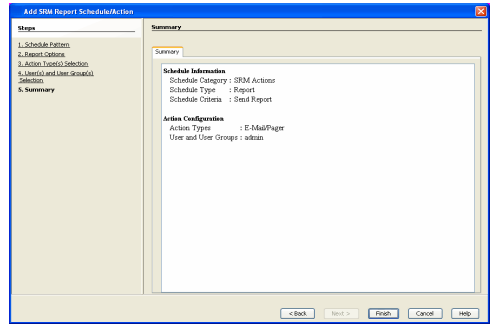 Add SRM Report Schedule/Action
Steps
1. Schedule Pattern
2. Report Options
3. Action Type(s) Selection
4. User(s) and User Group(s)
Selection
5. Summary
Summary
Summary
Schedule Information
Schedule Category : SRM Actions
Schedule Type : Report
Schedule Criteria : Send Report
Action Configuration
Action Types : E-Mail/Pager
User and User Groups : admin
< Back
Next >
Finish
Cancel
Help